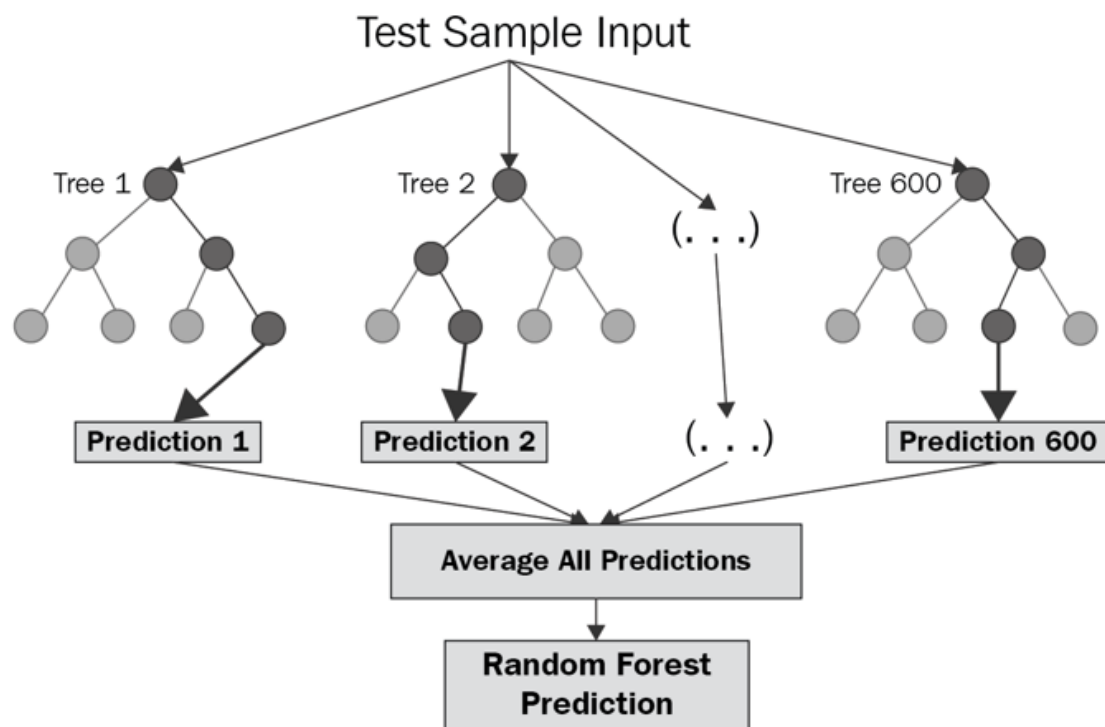 Test Sample Input
Tree 1
Tree 2
Tree 600
(. . .)
(. . .)
Prediction 1
Prediction 2
Prediction 600
Average All Predictions
Random Forest
Prediction